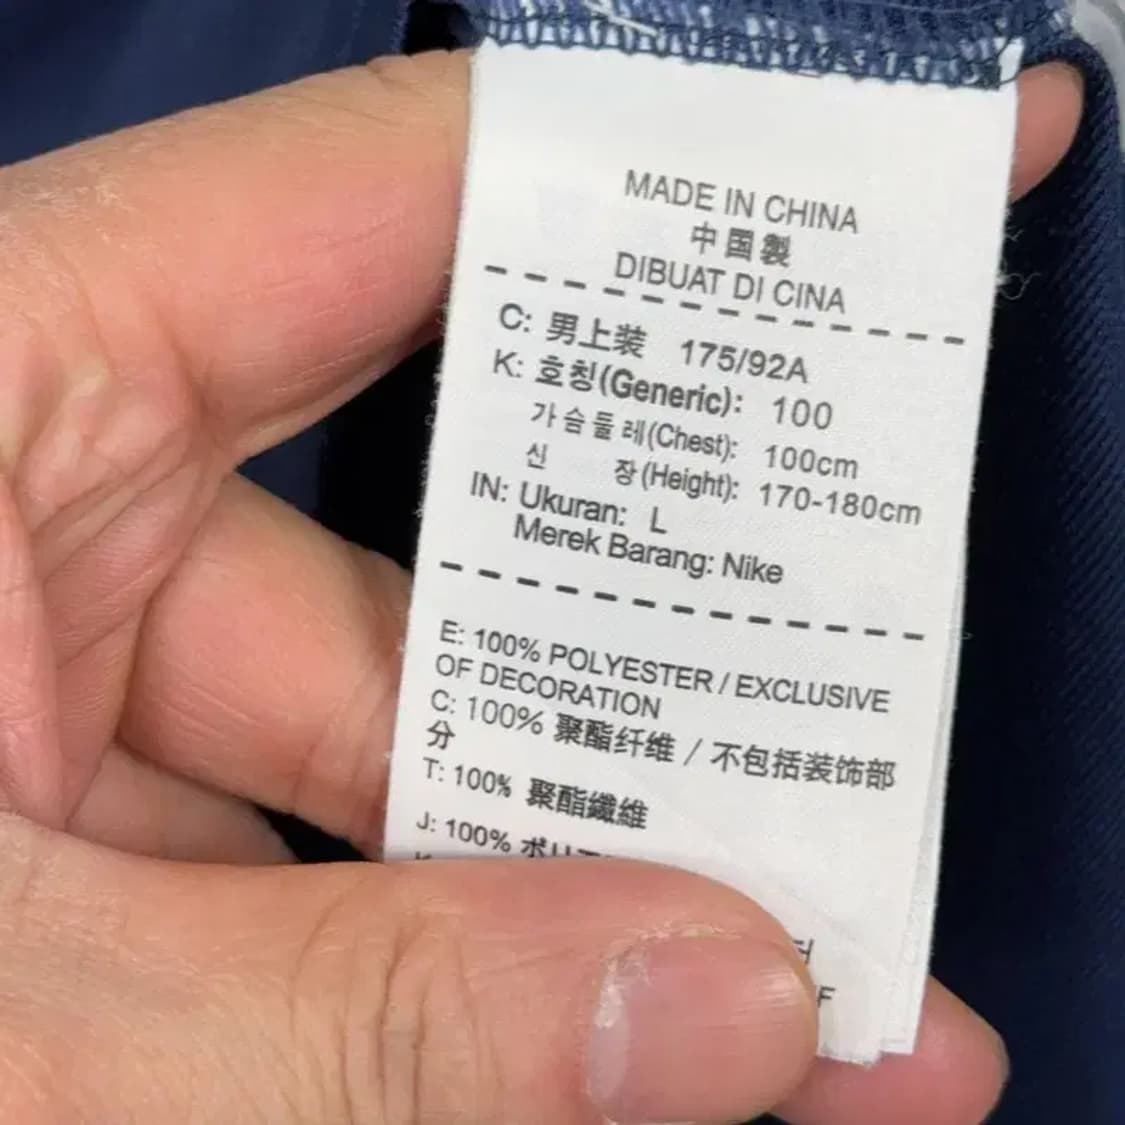 MADE IN CHINA
中国製
DIBUAT DI CINA
C: 男上装 175/92A
K: 호칭(Generic): 100
가슴둘레(Chest): 100cm
신 장(Height): 170-180cm
IN: Ukuran: L
Merek Barang: Nike
E: 100% POLYESTER / EXCLUSIVE
OF DECORATION
C: 100% 聚酯纤维 / 不包括装饰部
分
T: 100% 聚酯纖維
J: 100%